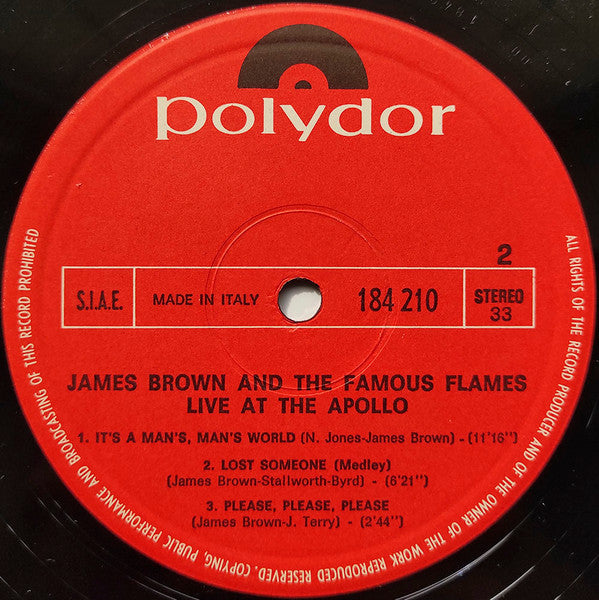 polydor
2
S.I.A.E.
MADE IN ITALY
184 210
STEREO
33
JAMES BROWN AND THE FAMOUS FLAMES
LIVE AT THE APOLLO
1. IT'S A MAN'S, MAN'S WORLD (N. Jones-James Brown) - (11'16")
2. LOST SOMEONE (Medley)
(James Brown-Stallworth-Byrd) - (6'21")
3. PLEASE, PLEASE, PLEASE
(James Brown-J. Terry) - (2'44")
ALL RIGHTS OF THE RECORD PRODUCER AND OF THE OWNER OF THE WORK REPRODUCED RESERVED. COPYING, PUBLIC PERFORMANCE AND BROADCASTING OF THIS RECORD PROHIBITED